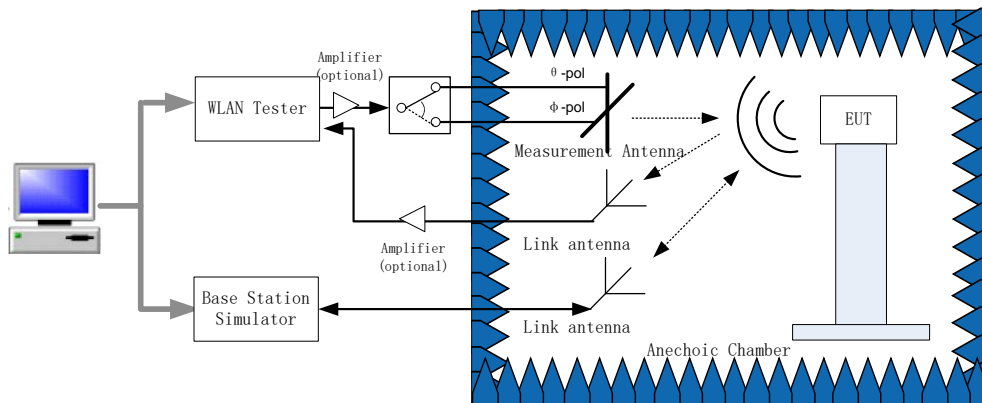 Amplifier
(optional)
WLAN Tester
θ-pol
ϕ-pol
EUT
Measurement Antenna
Amplifier
(optional)
Link antenna
Base Station
Simulator
Link antenna
Anechoic Chamber